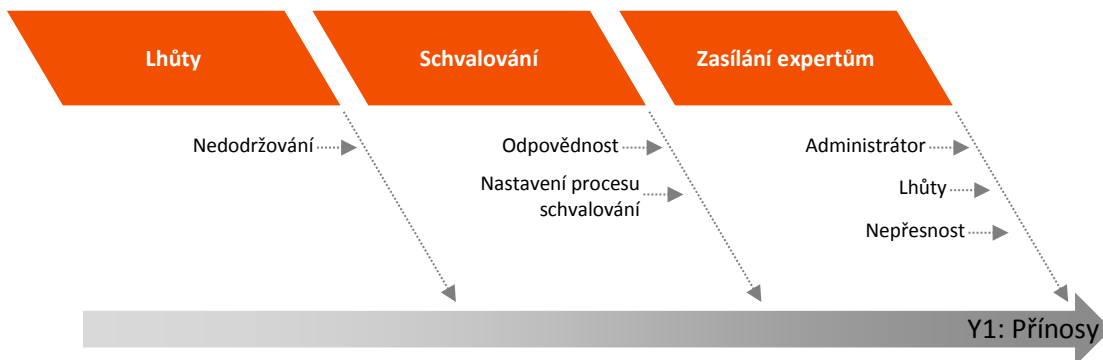 Lhůty
Schvalování
Zasílání expertům
Nedodržování
Odpovědnost
Nastavení procesu
schvalování
Administrátor
Lhůty
Nepřesnost
Y1: Přínosy